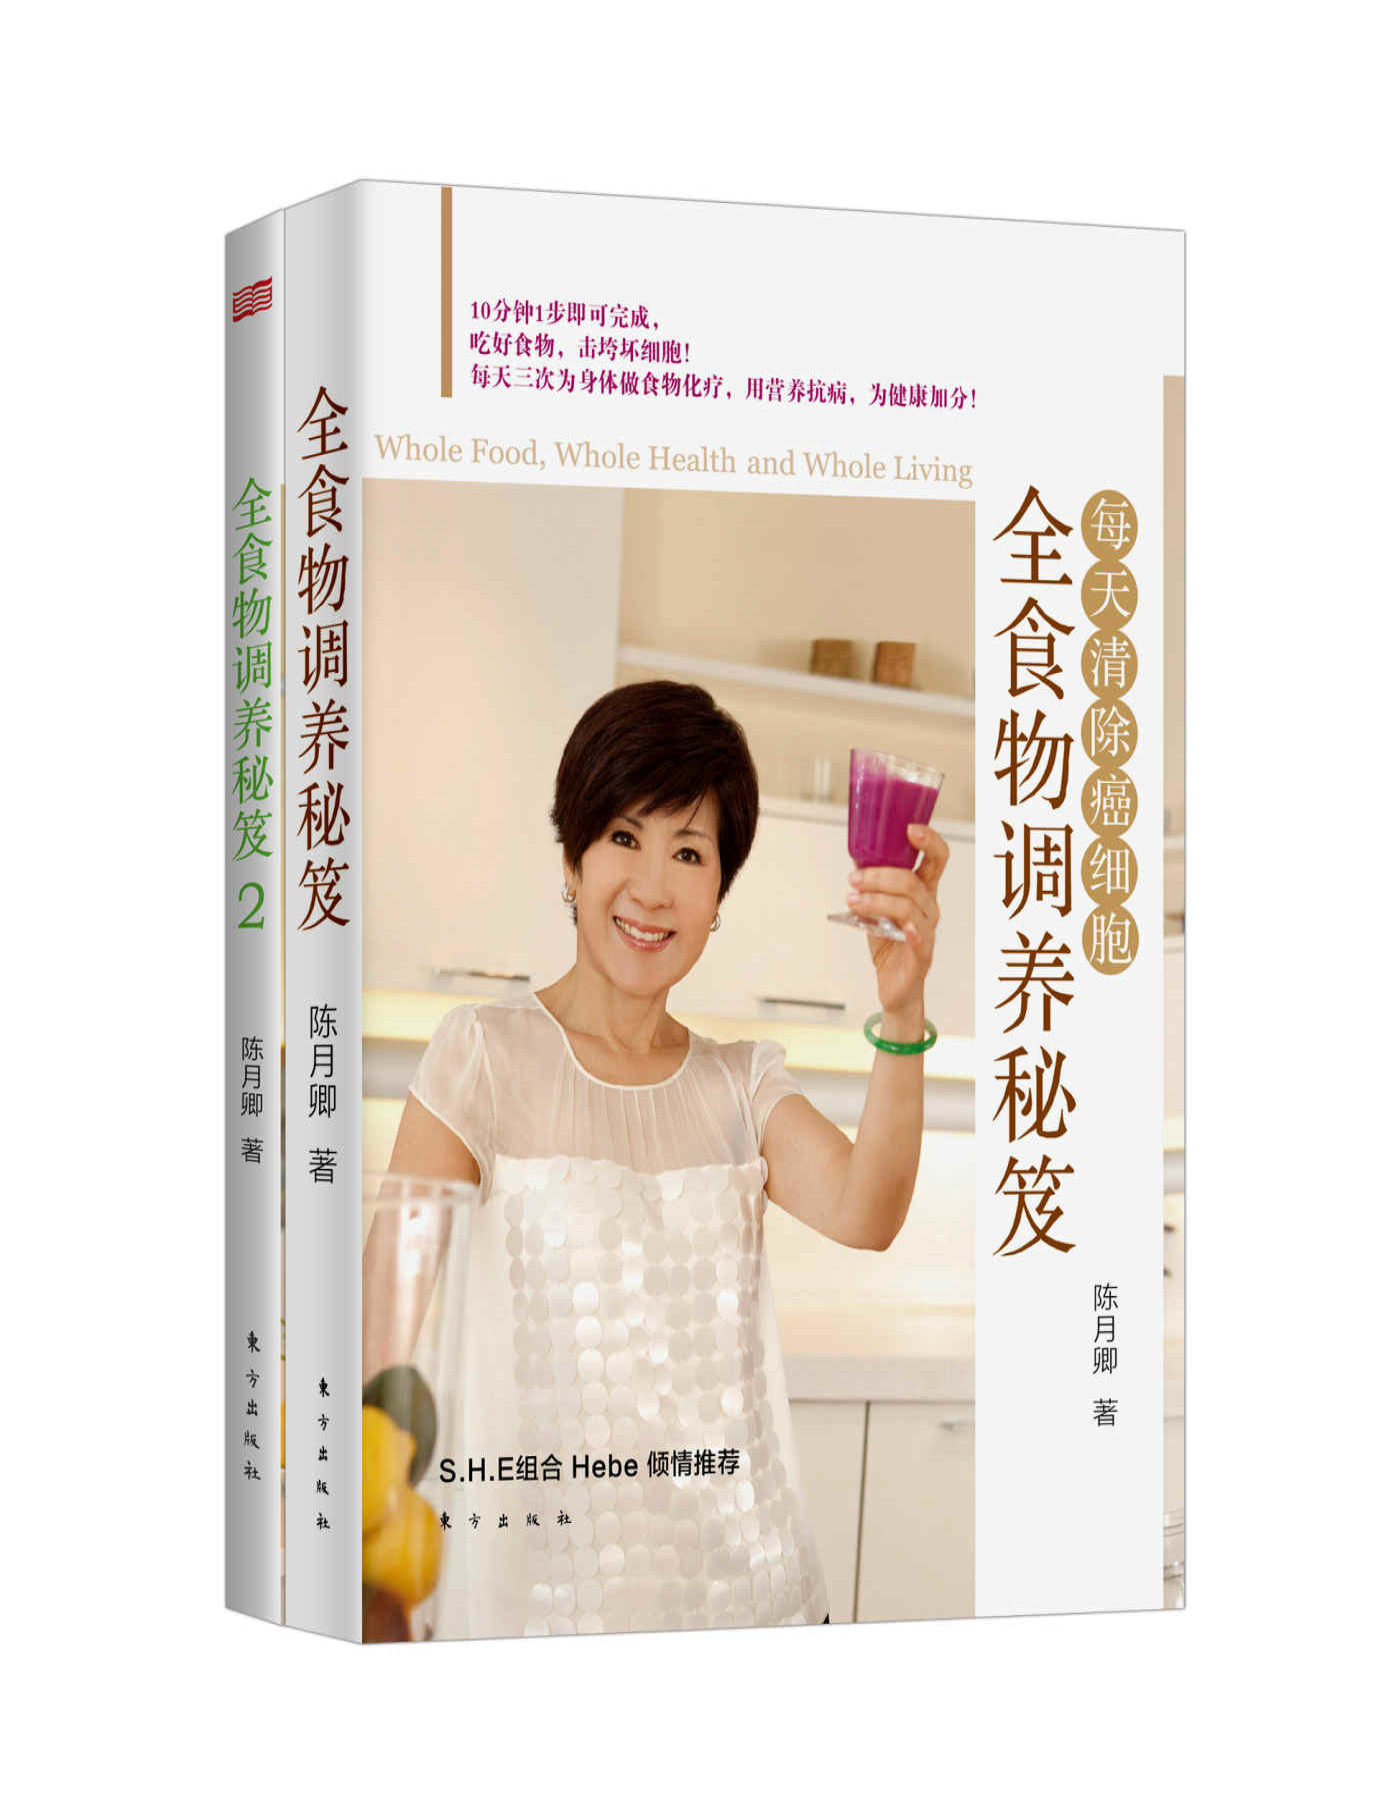 10分钟1步即可完成，
吃好食物，击垮坏细胞！
每天三次为身体做食物化疗，用营养抗病，为健康加分！
Whole Food, Whole Health and Whole Living
每天清除癌细胞
全食物调养秘笈
陈月卿 著
S.H.E组合 Hebe 倾情推荐
東方出版社
全食物调养秘笈
陈月卿 著
東方出版社
全食物调养秘笈 2
陈月卿 著
東方出版社